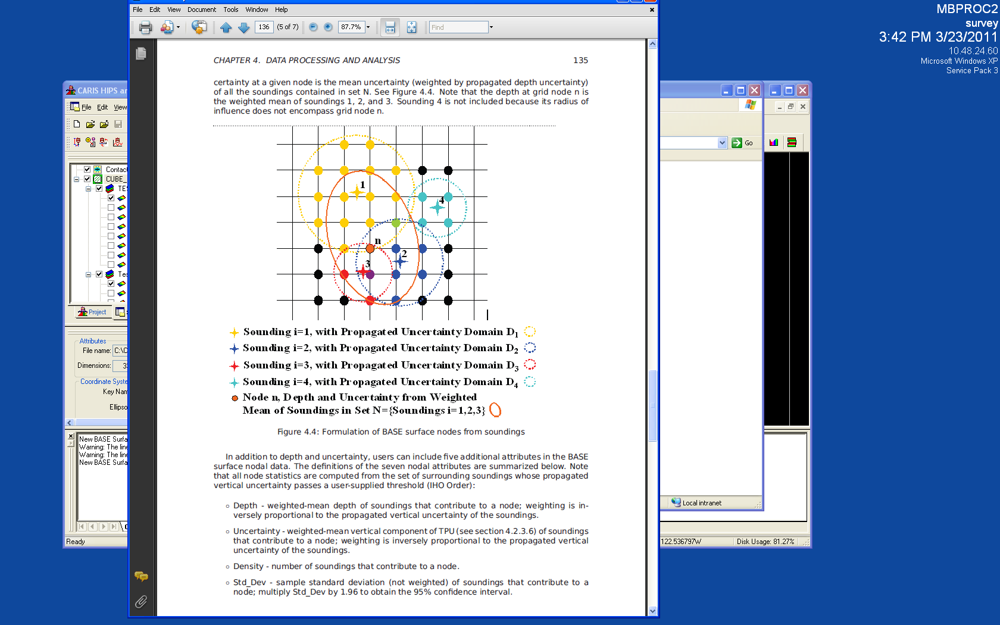 MBPROC2
survey
3:42 PM 3/23/2011
10.48.24.60
Microsoft Windows XP
Service Pack 3
File Edit View Document Tools Window Help
136 (5 of 7) 87.7% Find
CHAPTER 4. DATA PROCESSING AND ANALYSIS 135
certainty at a given node is the mean uncertainty (weighted by propagated depth uncertainty)
of all the soundings contained in set N. See Figure 4.4. Note that the depth at grid node n is
the weighted mean of soundings 1, 2, and 3. Sounding 4 is not included because its radius of
influence does not encompass grid node n.
1
4
n
2
3
Sounding i=1, with Propagated Uncertainty Domain D1
Sounding i=2, with Propagated Uncertainty Domain D2
Sounding i=3, with Propagated Uncertainty Domain D3
Sounding i=4, with Propagated Uncertainty Domain D4
Node n, Depth and Uncertainty from Weighted
Mean of Soundings in Set N={Soundings i=1,2,3}
Figure 4.4: Formulation of BASE surface nodes from soundings
In addition to depth and uncertainty, users can include five additional attributes in the BASE
surface nodal data. The definitions of the seven nodal attributes are summarized below. Note
that all node statistics are computed from the set of surrounding soundings whose propagated
vertical uncertainty passes a user-supplied threshold (IHO Order):
Depth - weighted-mean depth of soundings that contribute to a node; weighting is in-
versely proportional to the propagated vertical uncertainty of the soundings.
Uncertainty - weighted-mean vertical component of TPU (see section 4.2.3.6) of soundings
that contribute to a node; weighting is inversely proportional to the propagated vertical
uncertainty of the soundings.
Density - number of soundings that contribute to a node.
Std_Dev - sample standard deviation (not weighted) of soundings that contribute to a
node; multiply Std_Dev by 1.96 to obtain the 95% confidence interval.
CARIS HIPS ar
File Edit View
Contac
CUBE_
TES
Tes
Project
Attributes
File name: C:\C
Dimensions: 3
Coordinate Syste
Key Nam
Ellipso
New BASE Surfa
Warning: The line
Warning: The line
New BASE Surfa
Ready
Go
Local intranet
122.536797W Disk Usage: 81.27%